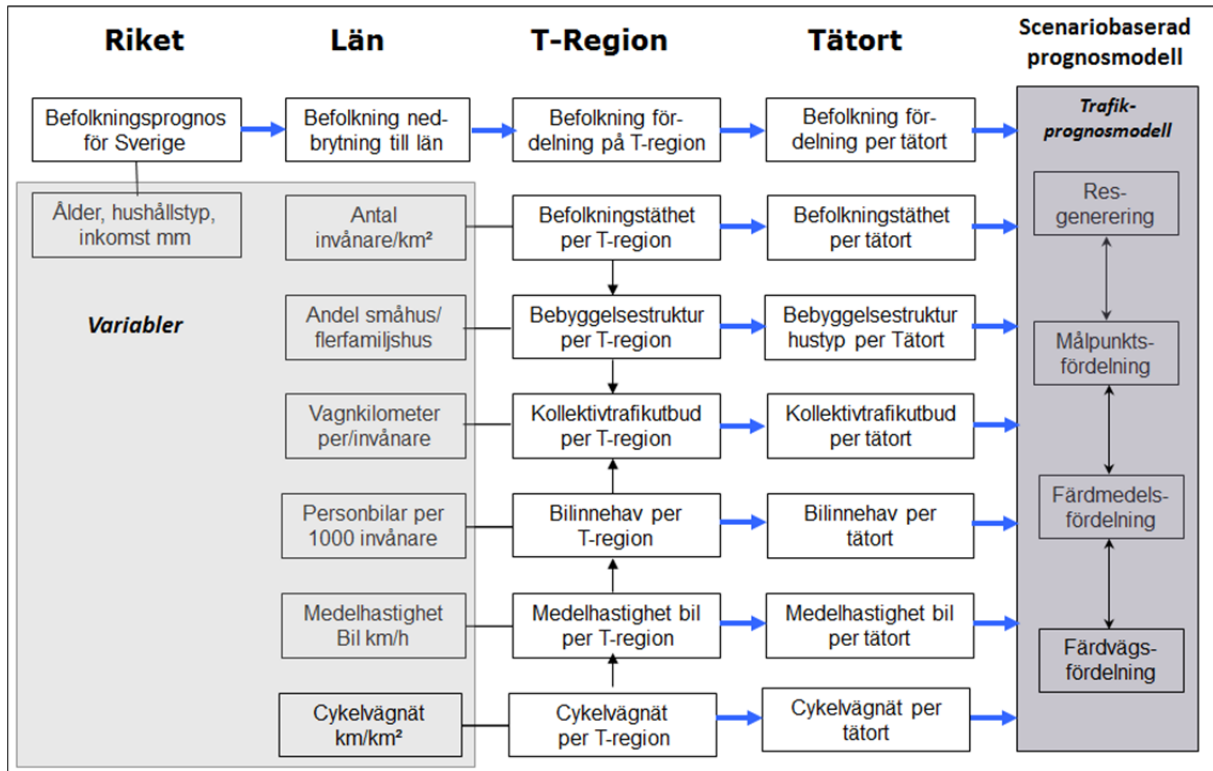 Riket
Län
T-Region
Tätort
Scenariobaserad
prognosmodell
Befolkningsprognos
för Sverige
Befolkning ned-
brytning till län
Befolkning för-
delning på T-region
Befolkning för-
delning per tätort
Trafik-
prognosmodell
Ålder, hushållstyp,
inkomst mm
Antal
invånare/km²
Befolkningstäthet
per T-region
Befolkningstäthet
per tätort
Res-
generering
Variabler
Andel småhus/
flerfamiljshus
Bebyggelsestruktur
per T-region
Bebyggelsestruktur
hustyp per Tätort
Målpunkts-
fördelning
Vagnkilometer
per/invånare
Kollektivtrafikutbud
per T-region
Kollektivtrafikutbud
per tätort
Personbilar per
1000 invånare
Bilinnehav per
T-region
Bilinnehav per
tätort
Färdmedels-
fördelning
Medelhastighet
Bil km/h
Medelhastighet bil
per T-region
Medelhastighet bil
per tätort
Färdvägs-
fördelning
Cykelvägnät
km/km²
Cykelvägnät
per T-region
Cykelvägnät per
tätort